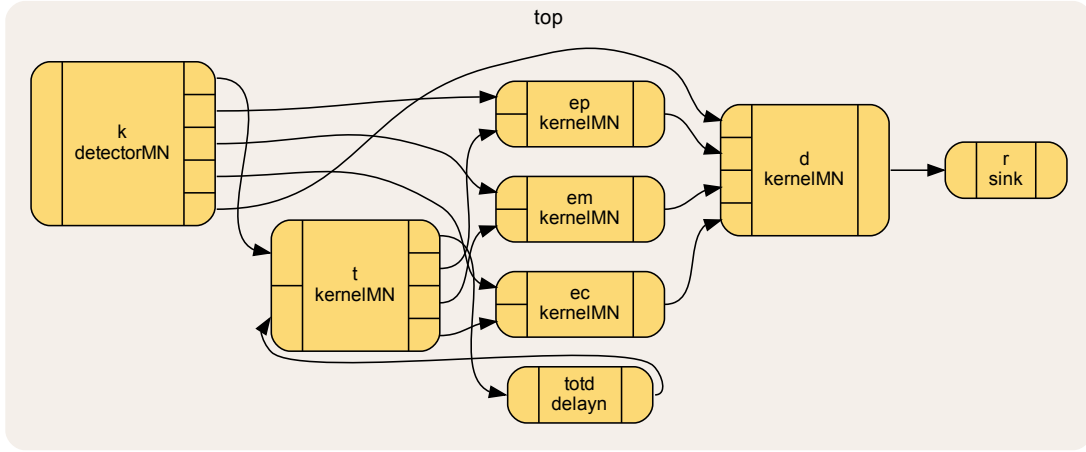 top
k
detectorMN
t
kernelMN
ep
kernelMN
em
kernelMN
ec
kernelMN
totd
delayn
d
kernelMN
r
sink